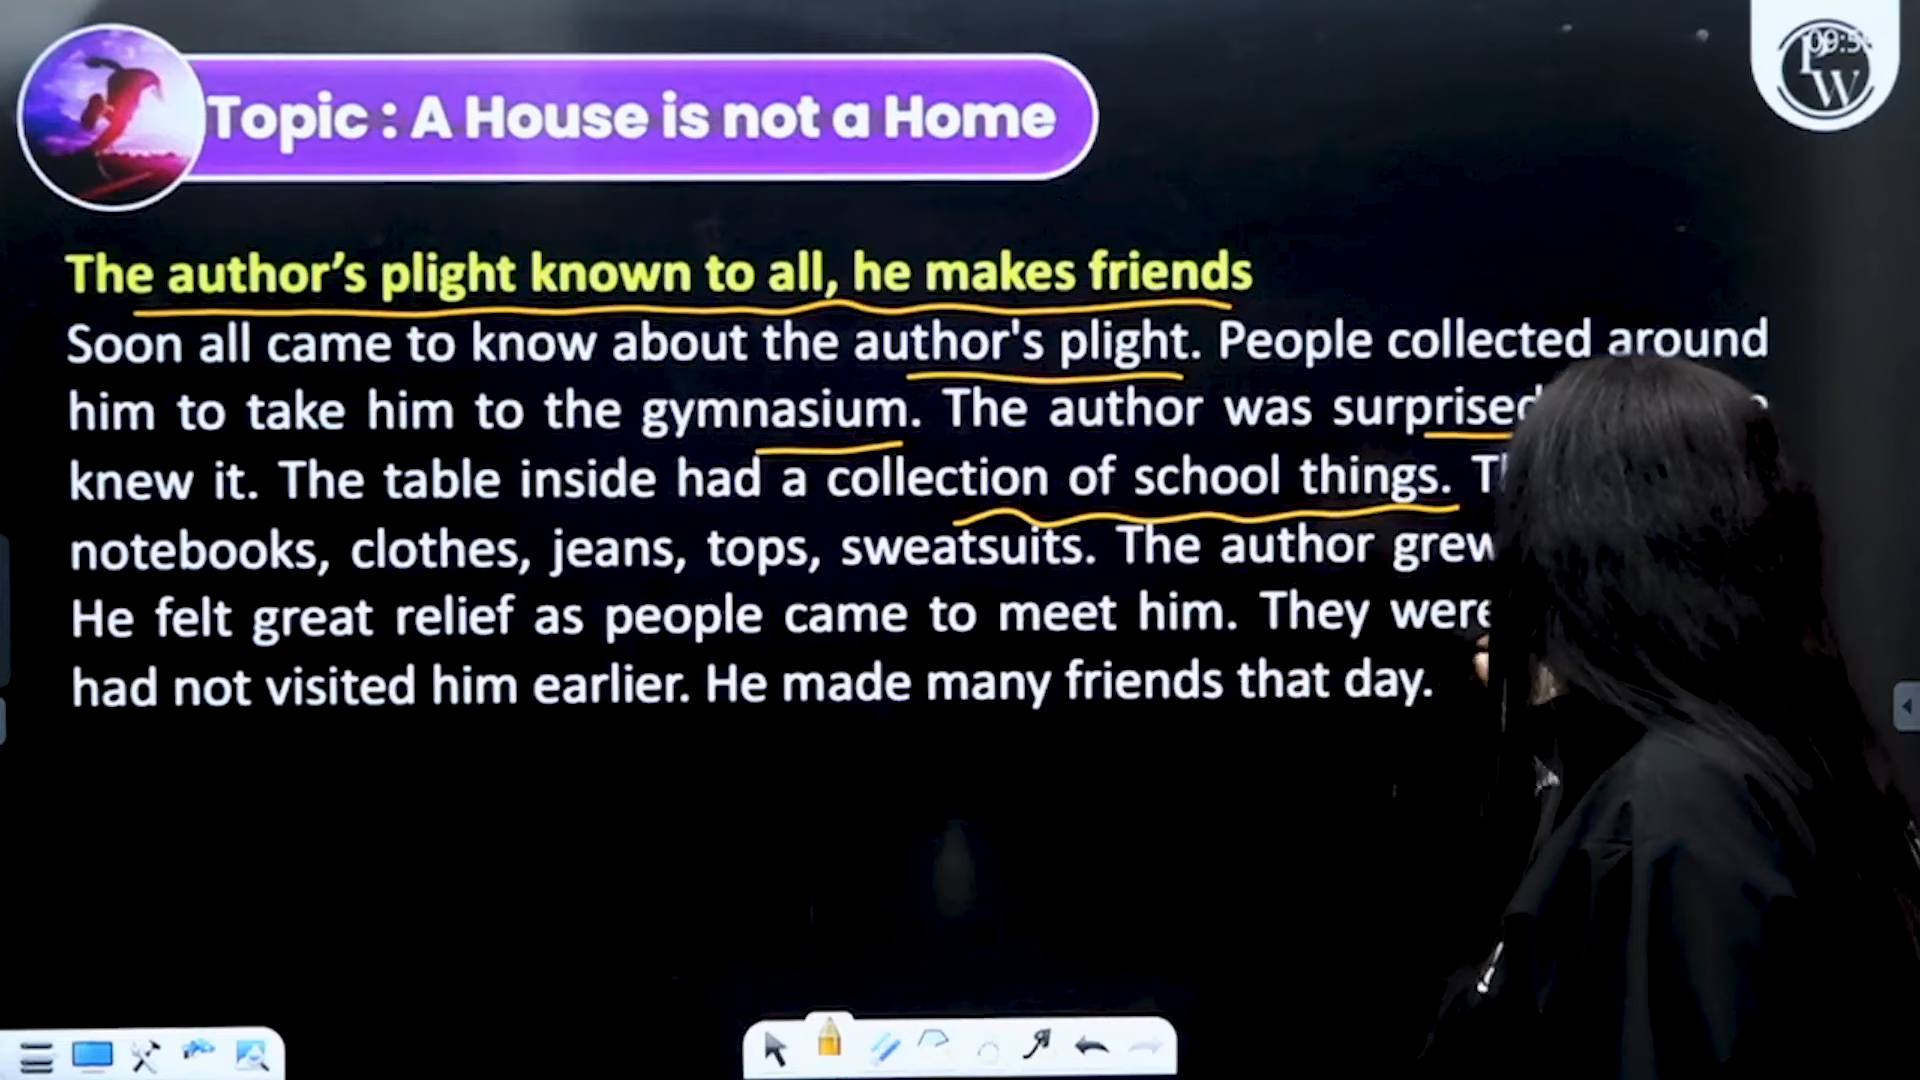 Topic : A House is not a Home
The author's plight known to all, he makes friends
Soon all came to know about the author's plight. People collected around
him to take him to the gymnasium. The author was surprised
knew it. The table inside had a collection of school things.
notebooks, clothes, jeans, tops, sweatsuits. The author grew
He felt great relief as people came to meet him. They were
had not visited him earlier. He made many friends that day.
PW